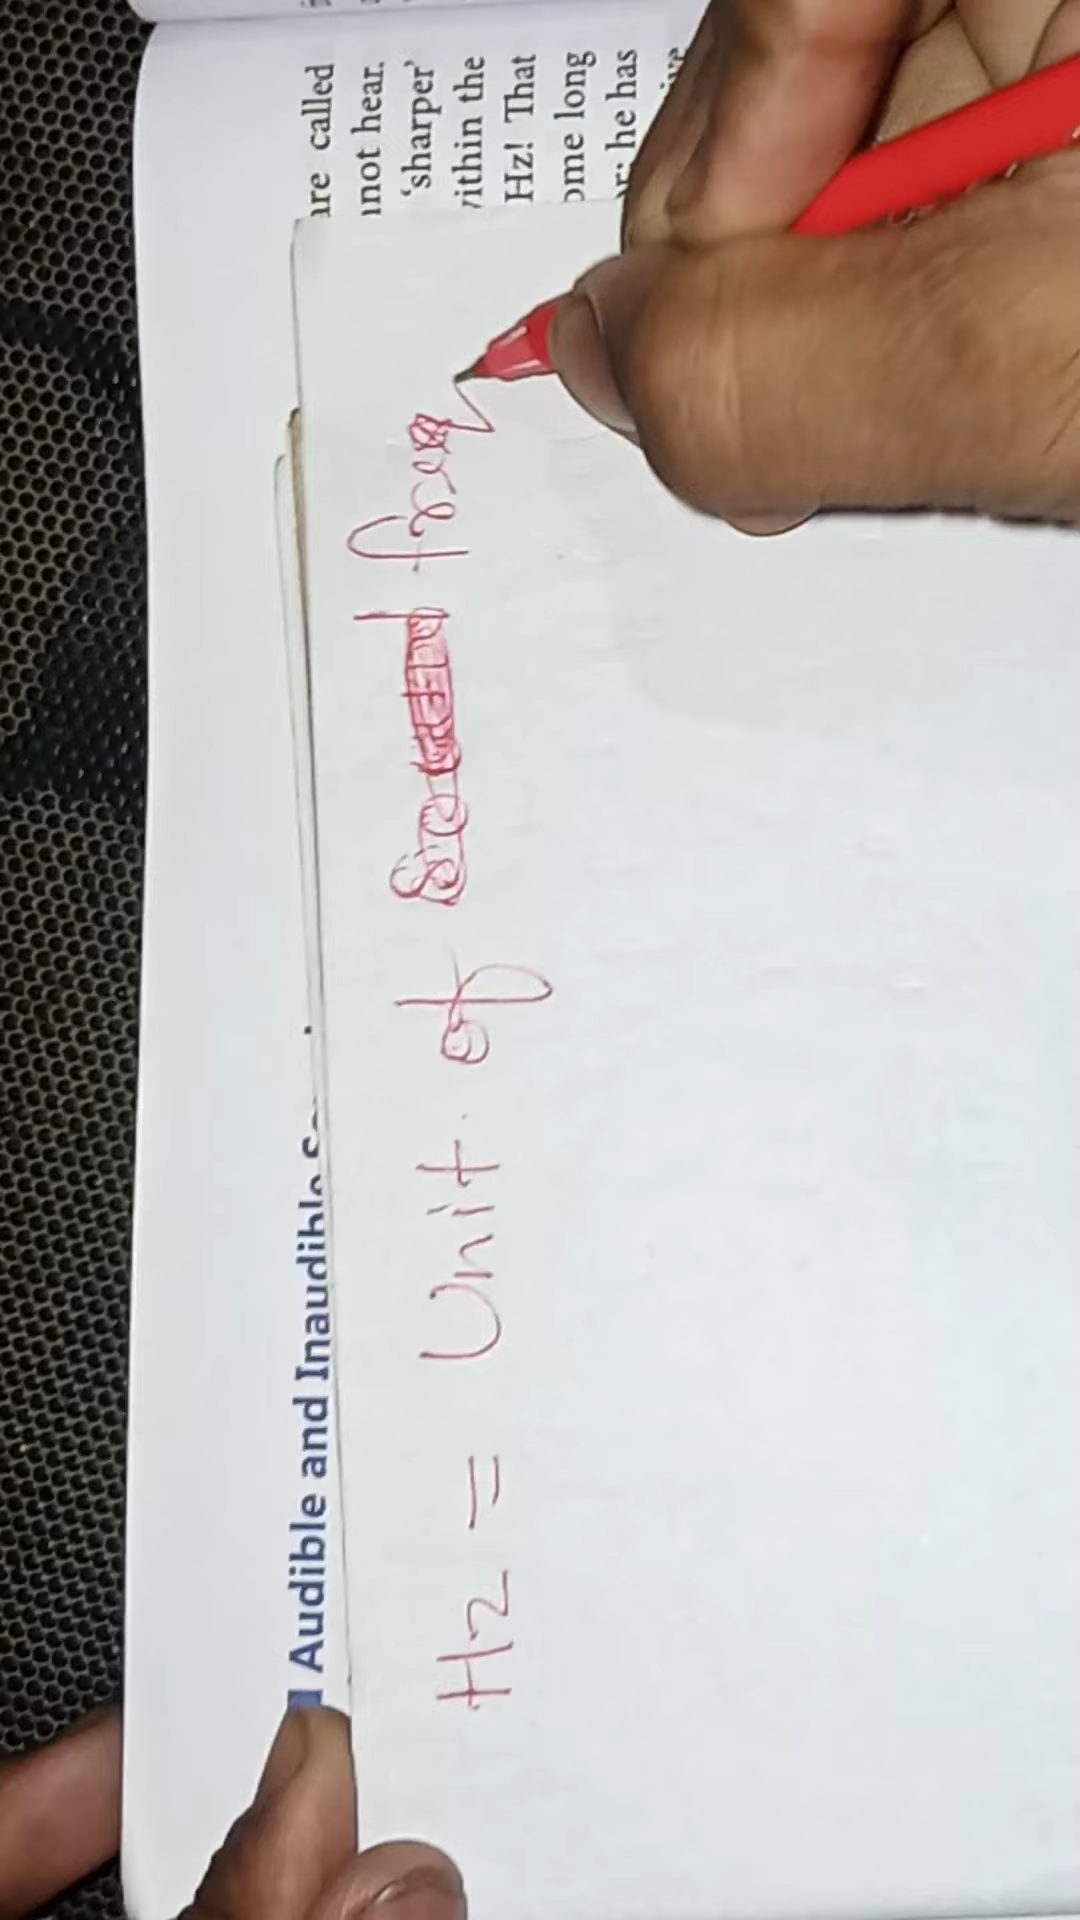 are called
not hear.
'sharper'
within the
Hz! That
ome long
he has
Audible and Inaudible
Hz = Unit of freq